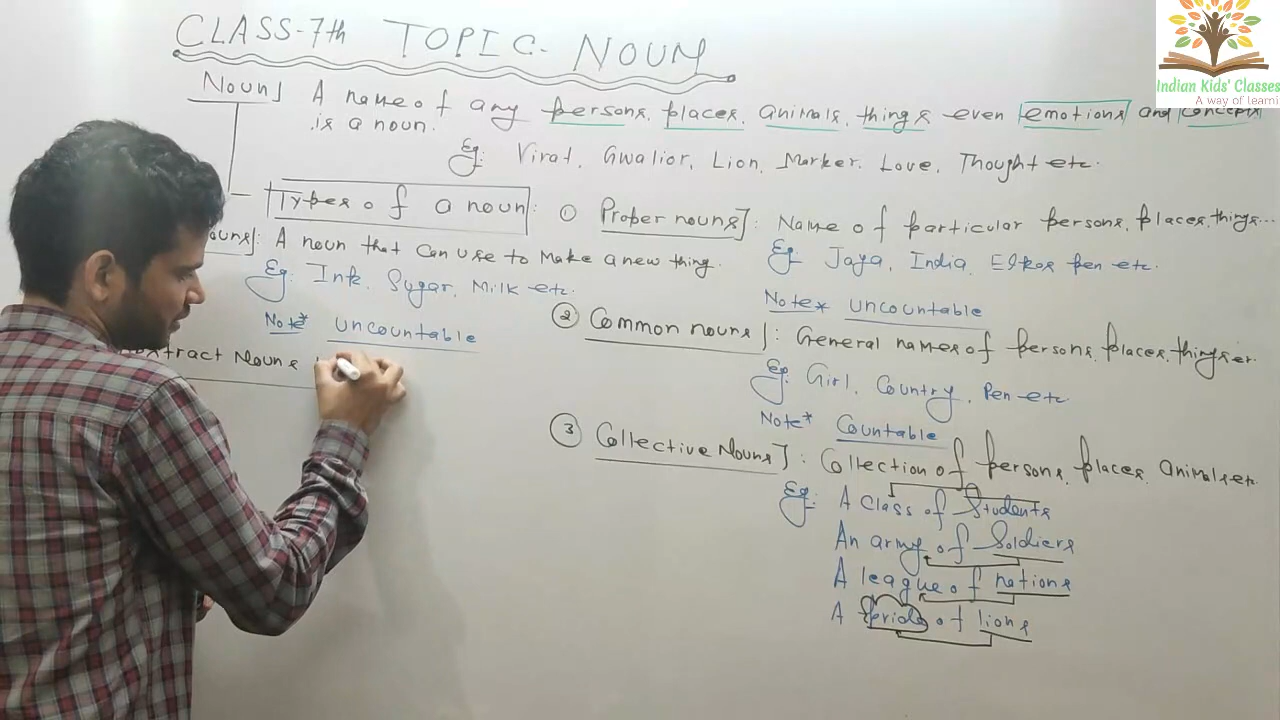 CLASS-7th TOPIC- NOUN
Indian Kids' Classes
A way of learni
Noun] A name of any persons, places, animals, things even emotions and concept
is a noun.
Eg: Virat, Gwalior, Lion, Marker, Love, Thought etc.
Types of a noun: ① Proper nouns]: Name of particular persons, places, things...
Eg Jaya, India, pen etc.
Note* uncountable
② Common nouns]: General names of persons, places, things
Eg: Girl, Country, Pen etc
Note* Countable
③ Collective Nouns]: Collection of persons, places, animals etc.
Eg: A Class of Students
An army of Soldiers
A league of nations
A pride of lions
ouns]: A noun that can use to make a new thing.
Eg: Ink, Sugar, Milk etc.
Note* uncountable
tract Nouns